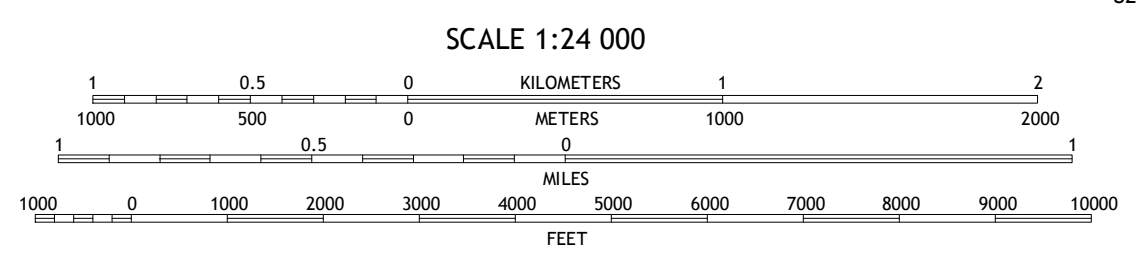 SCALE 1:24 000
1 0.5 0 KILOMETERS 1 2
1000 500 0 METERS 1000 2000
1 0.5 0 1
MILES
1000 0 1000 2000 3000 4000 5000 6000 7000 8000 9000 10000
FEET